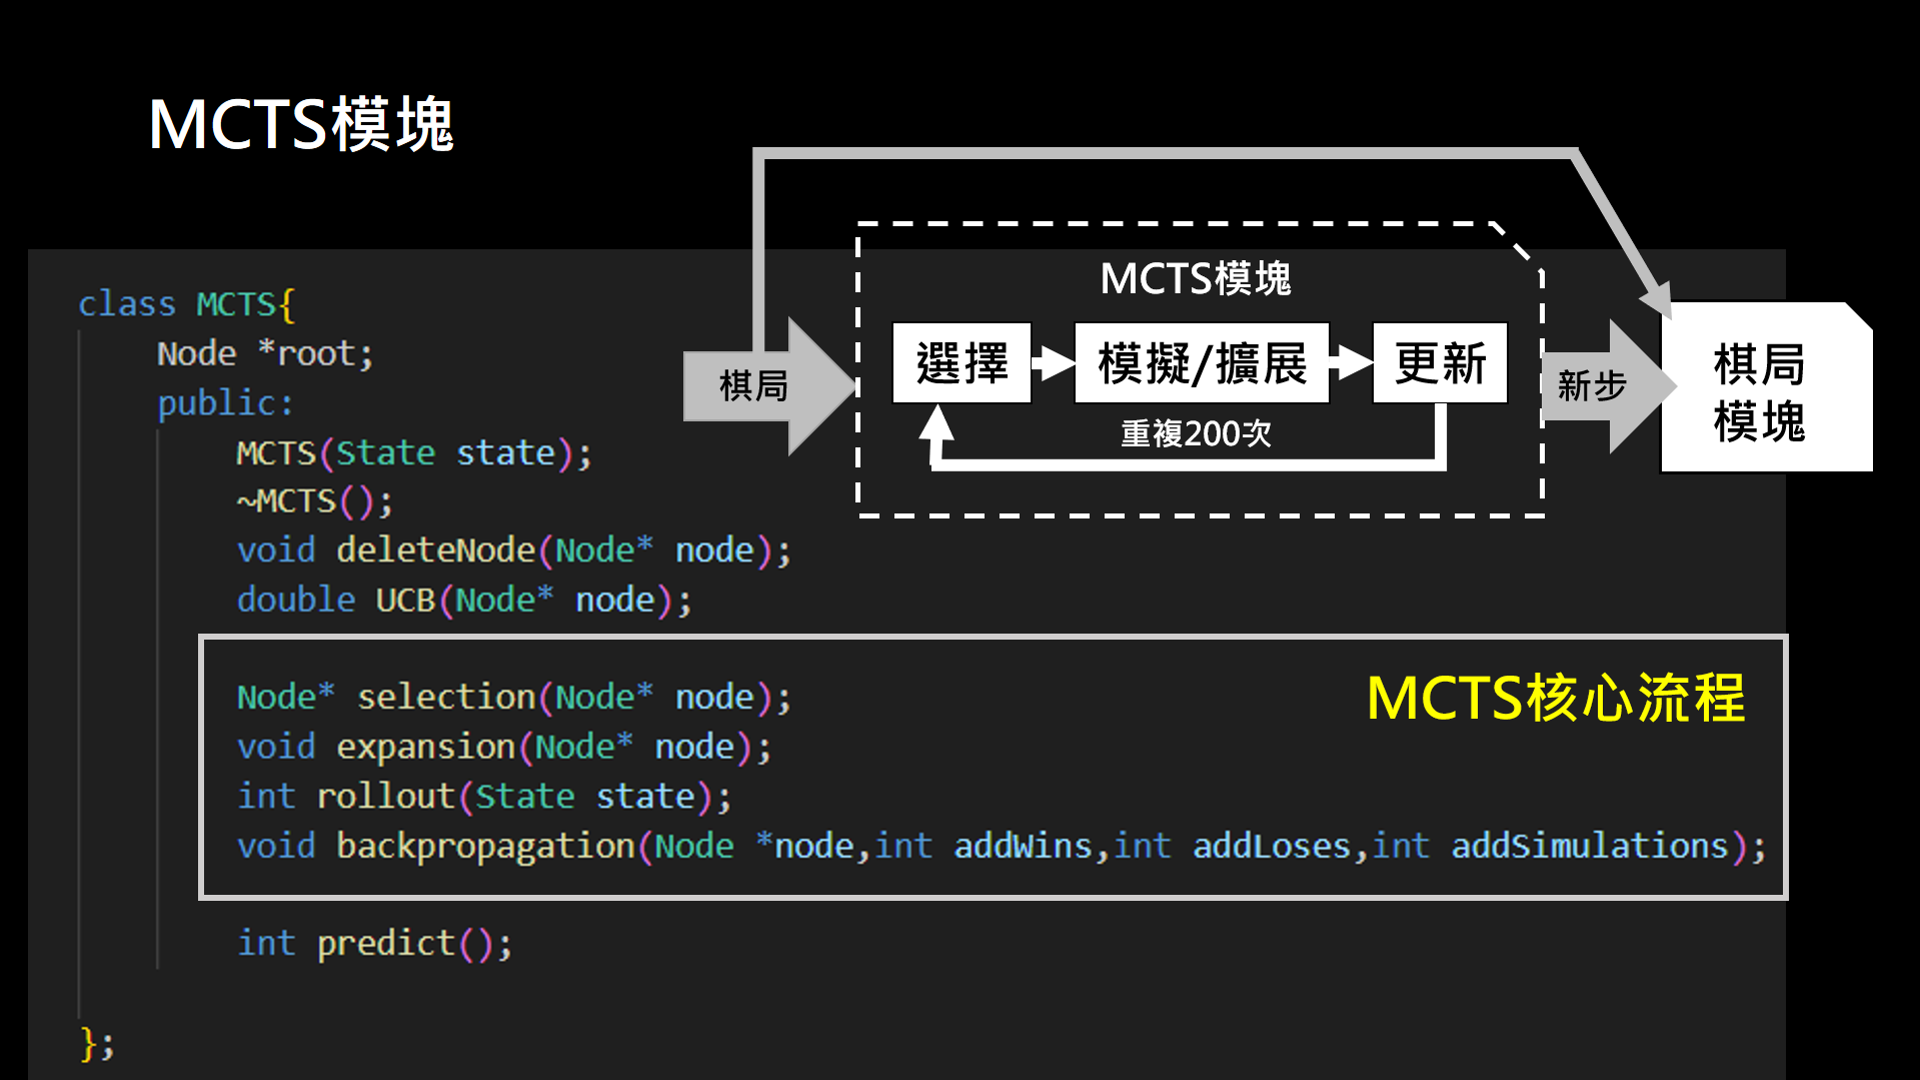 MCTS模塊
MCTS模塊
棋局
選擇
模擬/擴展
更新
重複200次
新步
棋局
模塊
class MCTS{
Node *root;
public:
MCTS(State state);
~MCTS();
void deleteNode(Node* node);
double UCB(Node* node);
MCTS核心流程
Node* selection(Node* node);
void expansion(Node* node);
int rollout(State state);
void backpropagation(Node *node,int addWins,int addLoses,int addSimulations);
int predict();
};